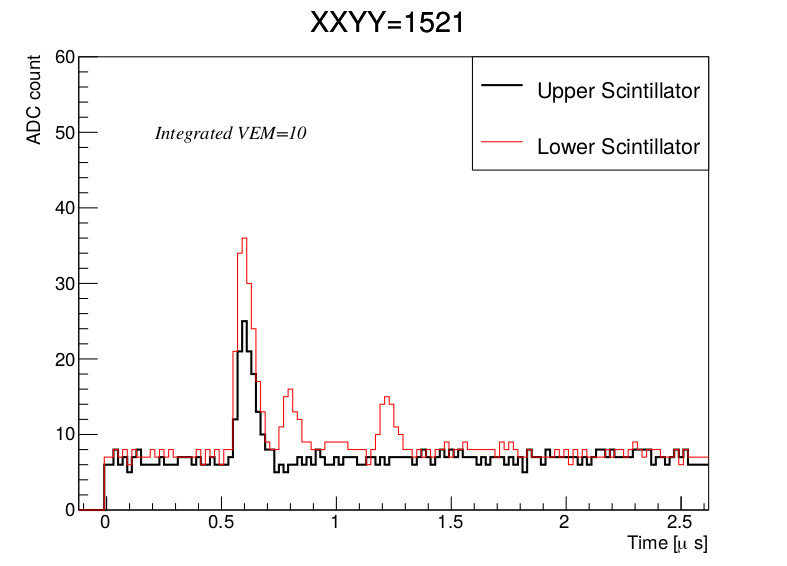 XXYY=1521
ADC count
60
50
40
30
20
10
0
Integrated VEM=10
Upper Scintillator
Lower Scintillator
0 0.5 1 1.5 2 2.5
Time [μ s]